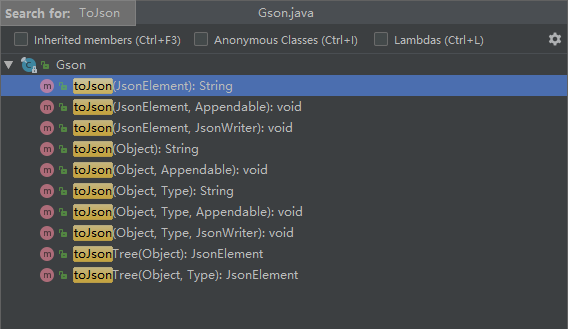 Search for: ToJson Gson.java
Inherited members (Ctrl+F3) Anonymous Classes (Ctrl+I) Lambdas (Ctrl+L)
Gson
m toJson(JsonElement): String
m toJson(JsonElement, Appendable): void
m toJson(JsonElement, JsonWriter): void
m toJson(Object): String
m toJson(Object, Appendable): void
m toJson(Object, Type): String
m toJson(Object, Type, Appendable): void
m toJson(Object, Type, JsonWriter): void
m toJsonTree(Object): JsonElement
m toJsonTree(Object, Type): JsonElement